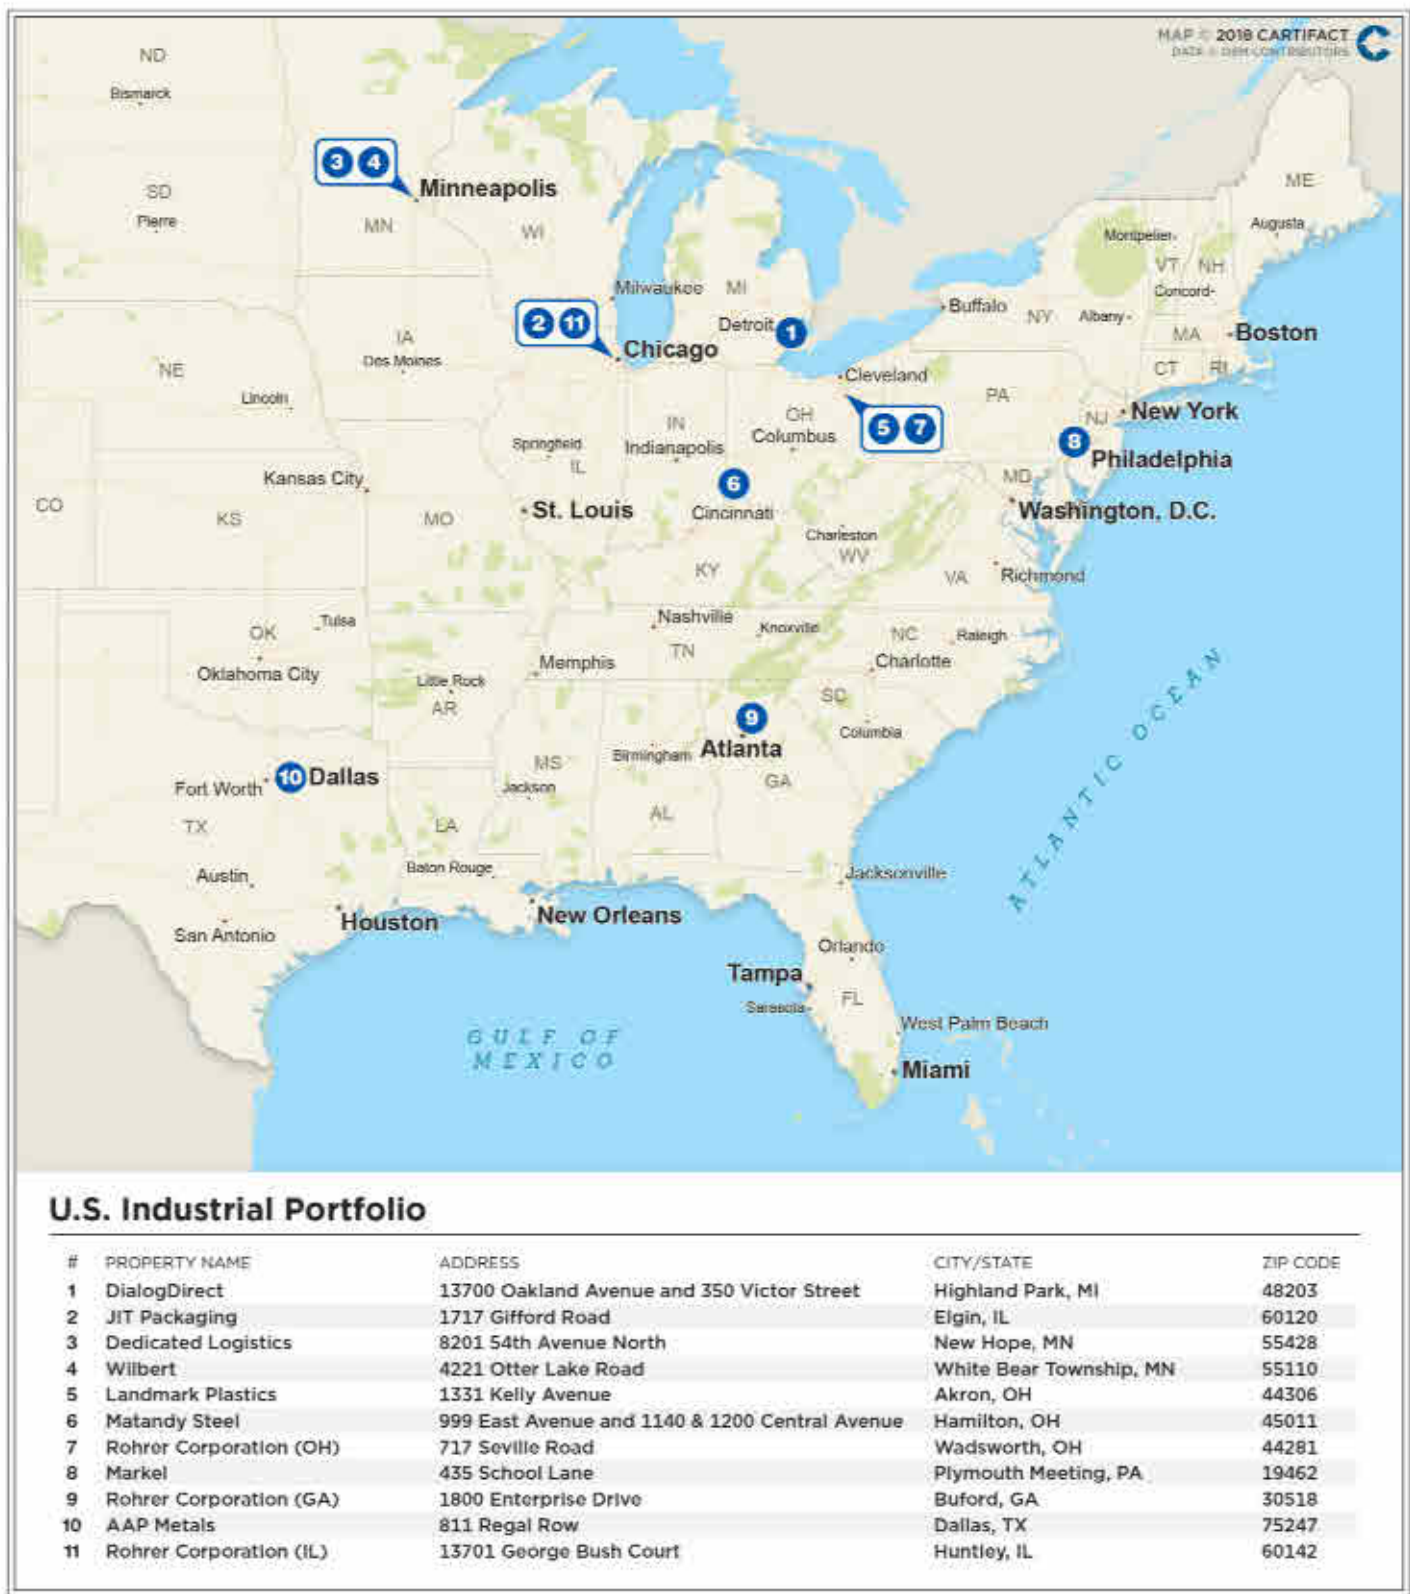 MAP © 2018 CARTIFACT
DATA © OSM CONTRIBUTORS
ND
Bismarck
3 4
Minneapolis
SD
Pierre
MN
WI
ME
Augusta
Montpelier
VT NH
Concord
Milwaukee
MI
2 11
Detroit 1
Buffalo
NY
Albany
MA
Boston
IA
Des Moines
Chicago
NE
Cleveland
CT RI
Lincoln
PA
IN
OH
5 7
NJ
New York
Springfield
IL
Indianapolis
Columbus
8
Philadelphia
Kansas City
6
MD
CO
KS
MO
St. Louis
Cincinnati
Washington, D.C.
Charleston
WV
KY
VA
Richmond
Tulsa
OK
Nashville
Knoxville
NC
Raleigh
Oklahoma City
Memphis
TN
Charlotte
Little Rock
AR
SC
9
Columbia
Atlanta
Birmingham
MS
Jackson
GA
Fort Worth
10 Dallas
TX
LA
AL
ATLANTIC OCEAN
Austin
Baton Rouge
Jacksonville
San Antonio
Houston
New Orleans
Orlando
Tampa
FL
Sarasota
West Palm Beach
GULF OF
MEXICO
Miami
U.S. Industrial Portfolio
# PROPERTY NAME ADDRESS CITY/STATE ZIP CODE
1 DialogDirect 13700 Oakland Avenue and 350 Victor Street Highland Park, MI 48203
2 JIT Packaging 1717 Gifford Road Elgin, IL 60120
3 Dedicated Logistics 8201 54th Avenue North New Hope, MN 55428
4 Wilbert 4221 Otter Lake Road White Bear Township, MN 55110
5 Landmark Plastics 1331 Kelly Avenue Akron, OH 44306
6 Matandy Steel 999 East Avenue and 1140 & 1200 Central Avenue Hamilton, OH 45011
7 Rohrer Corporation (OH) 717 Seville Road Wadsworth, OH 44281
8 Markel 435 School Lane Plymouth Meeting, PA 19462
9 Rohrer Corporation (GA) 1800 Enterprise Drive Buford, GA 30518
10 AAP Metals 811 Regal Row Dallas, TX 75247
11 Rohrer Corporation (IL) 13701 George Bush Court Huntley, IL 60142